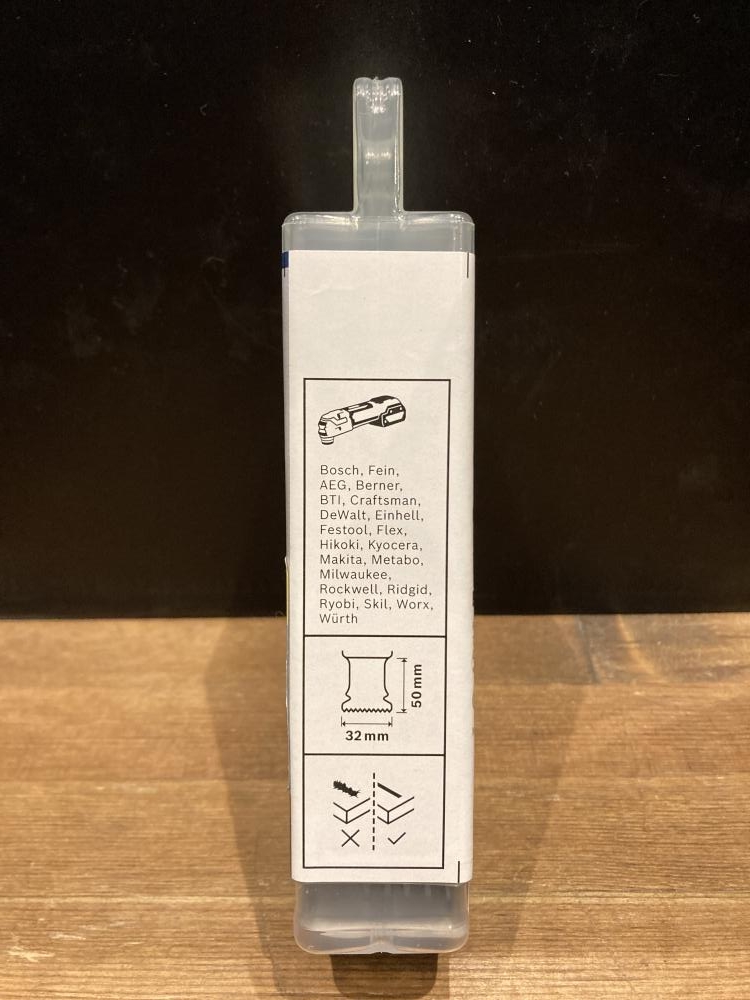 Bosch, Fein,
AEG, Berner,
BTI, Craftsman,
DeWalt, Einhell,
Festool, Flex,
Hikoki, Kyocera,
Makita, Metabo,
Milwaukee,
Rockwell, Ridgid,
Ryobi, Skil, Worx,
Würth
50 mm
32 mm